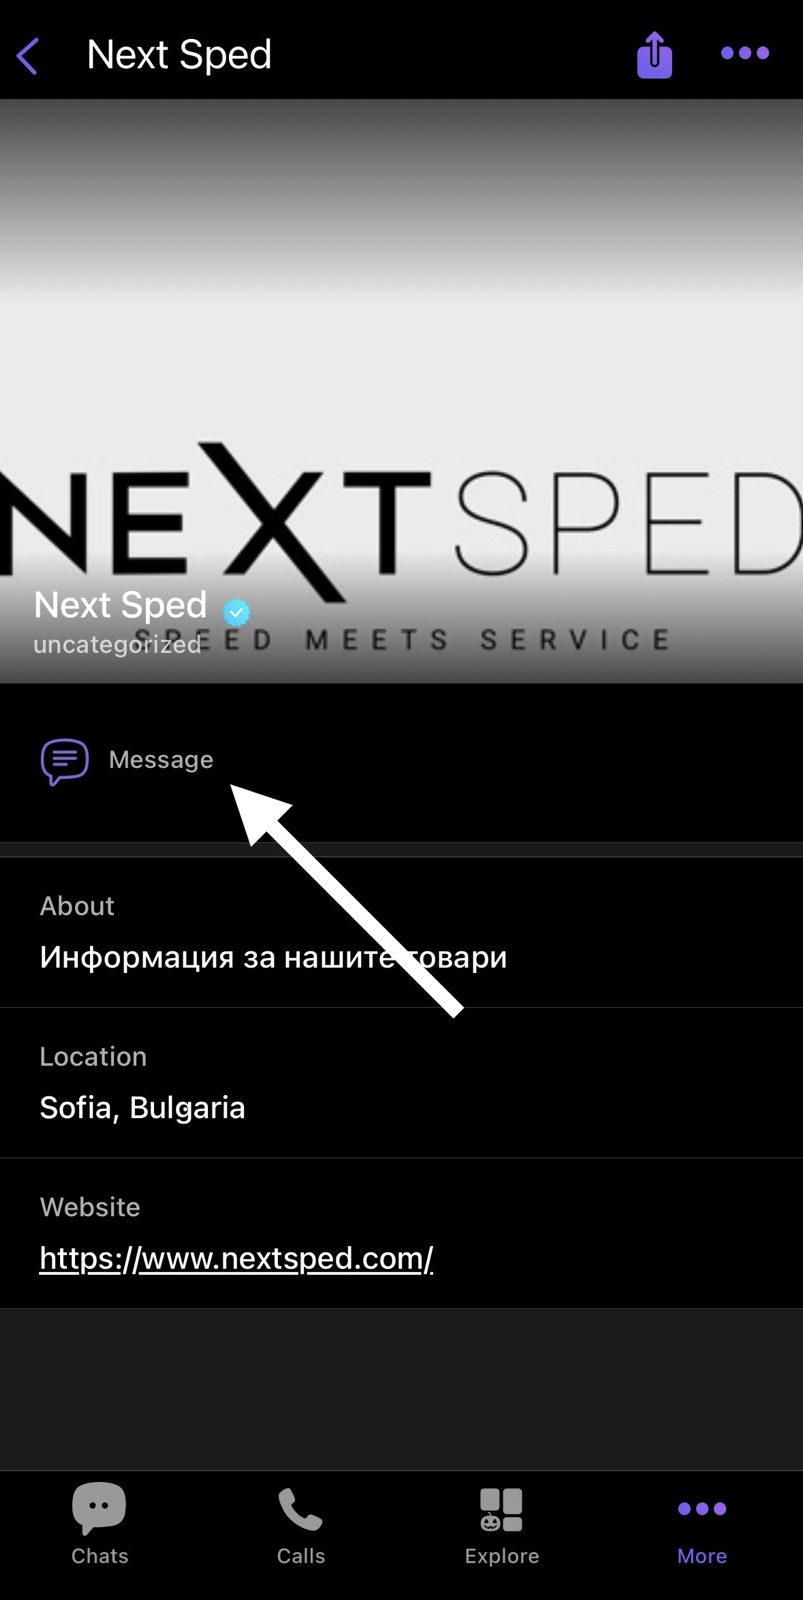 Next Sped
NEXTSPED
Next Sped
uncategorized
SPEED MEETS SERVICE
Message
About
Информация за нашите товари
Location
Sofia, Bulgaria
Website
https://www.nextsped.com/
Chats
Calls
Explore
More